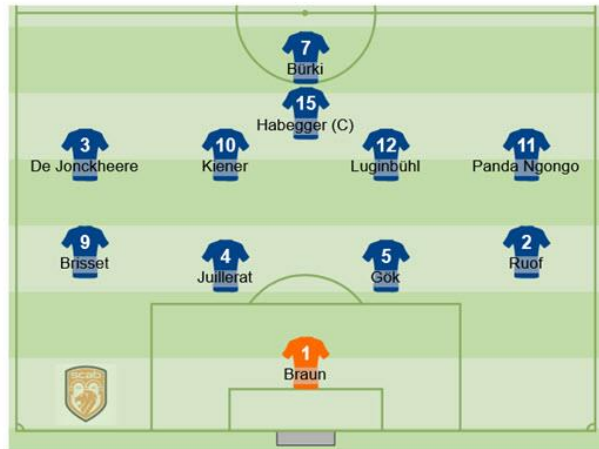 7
Bürki
15
Habegger (C)
3
De Jonckheere
10
Kiener
12
Luginbühl
11
Panda Ngongo
9
Brisset
4
Juillerat
5
Gök
2
Ruof
1
Braun